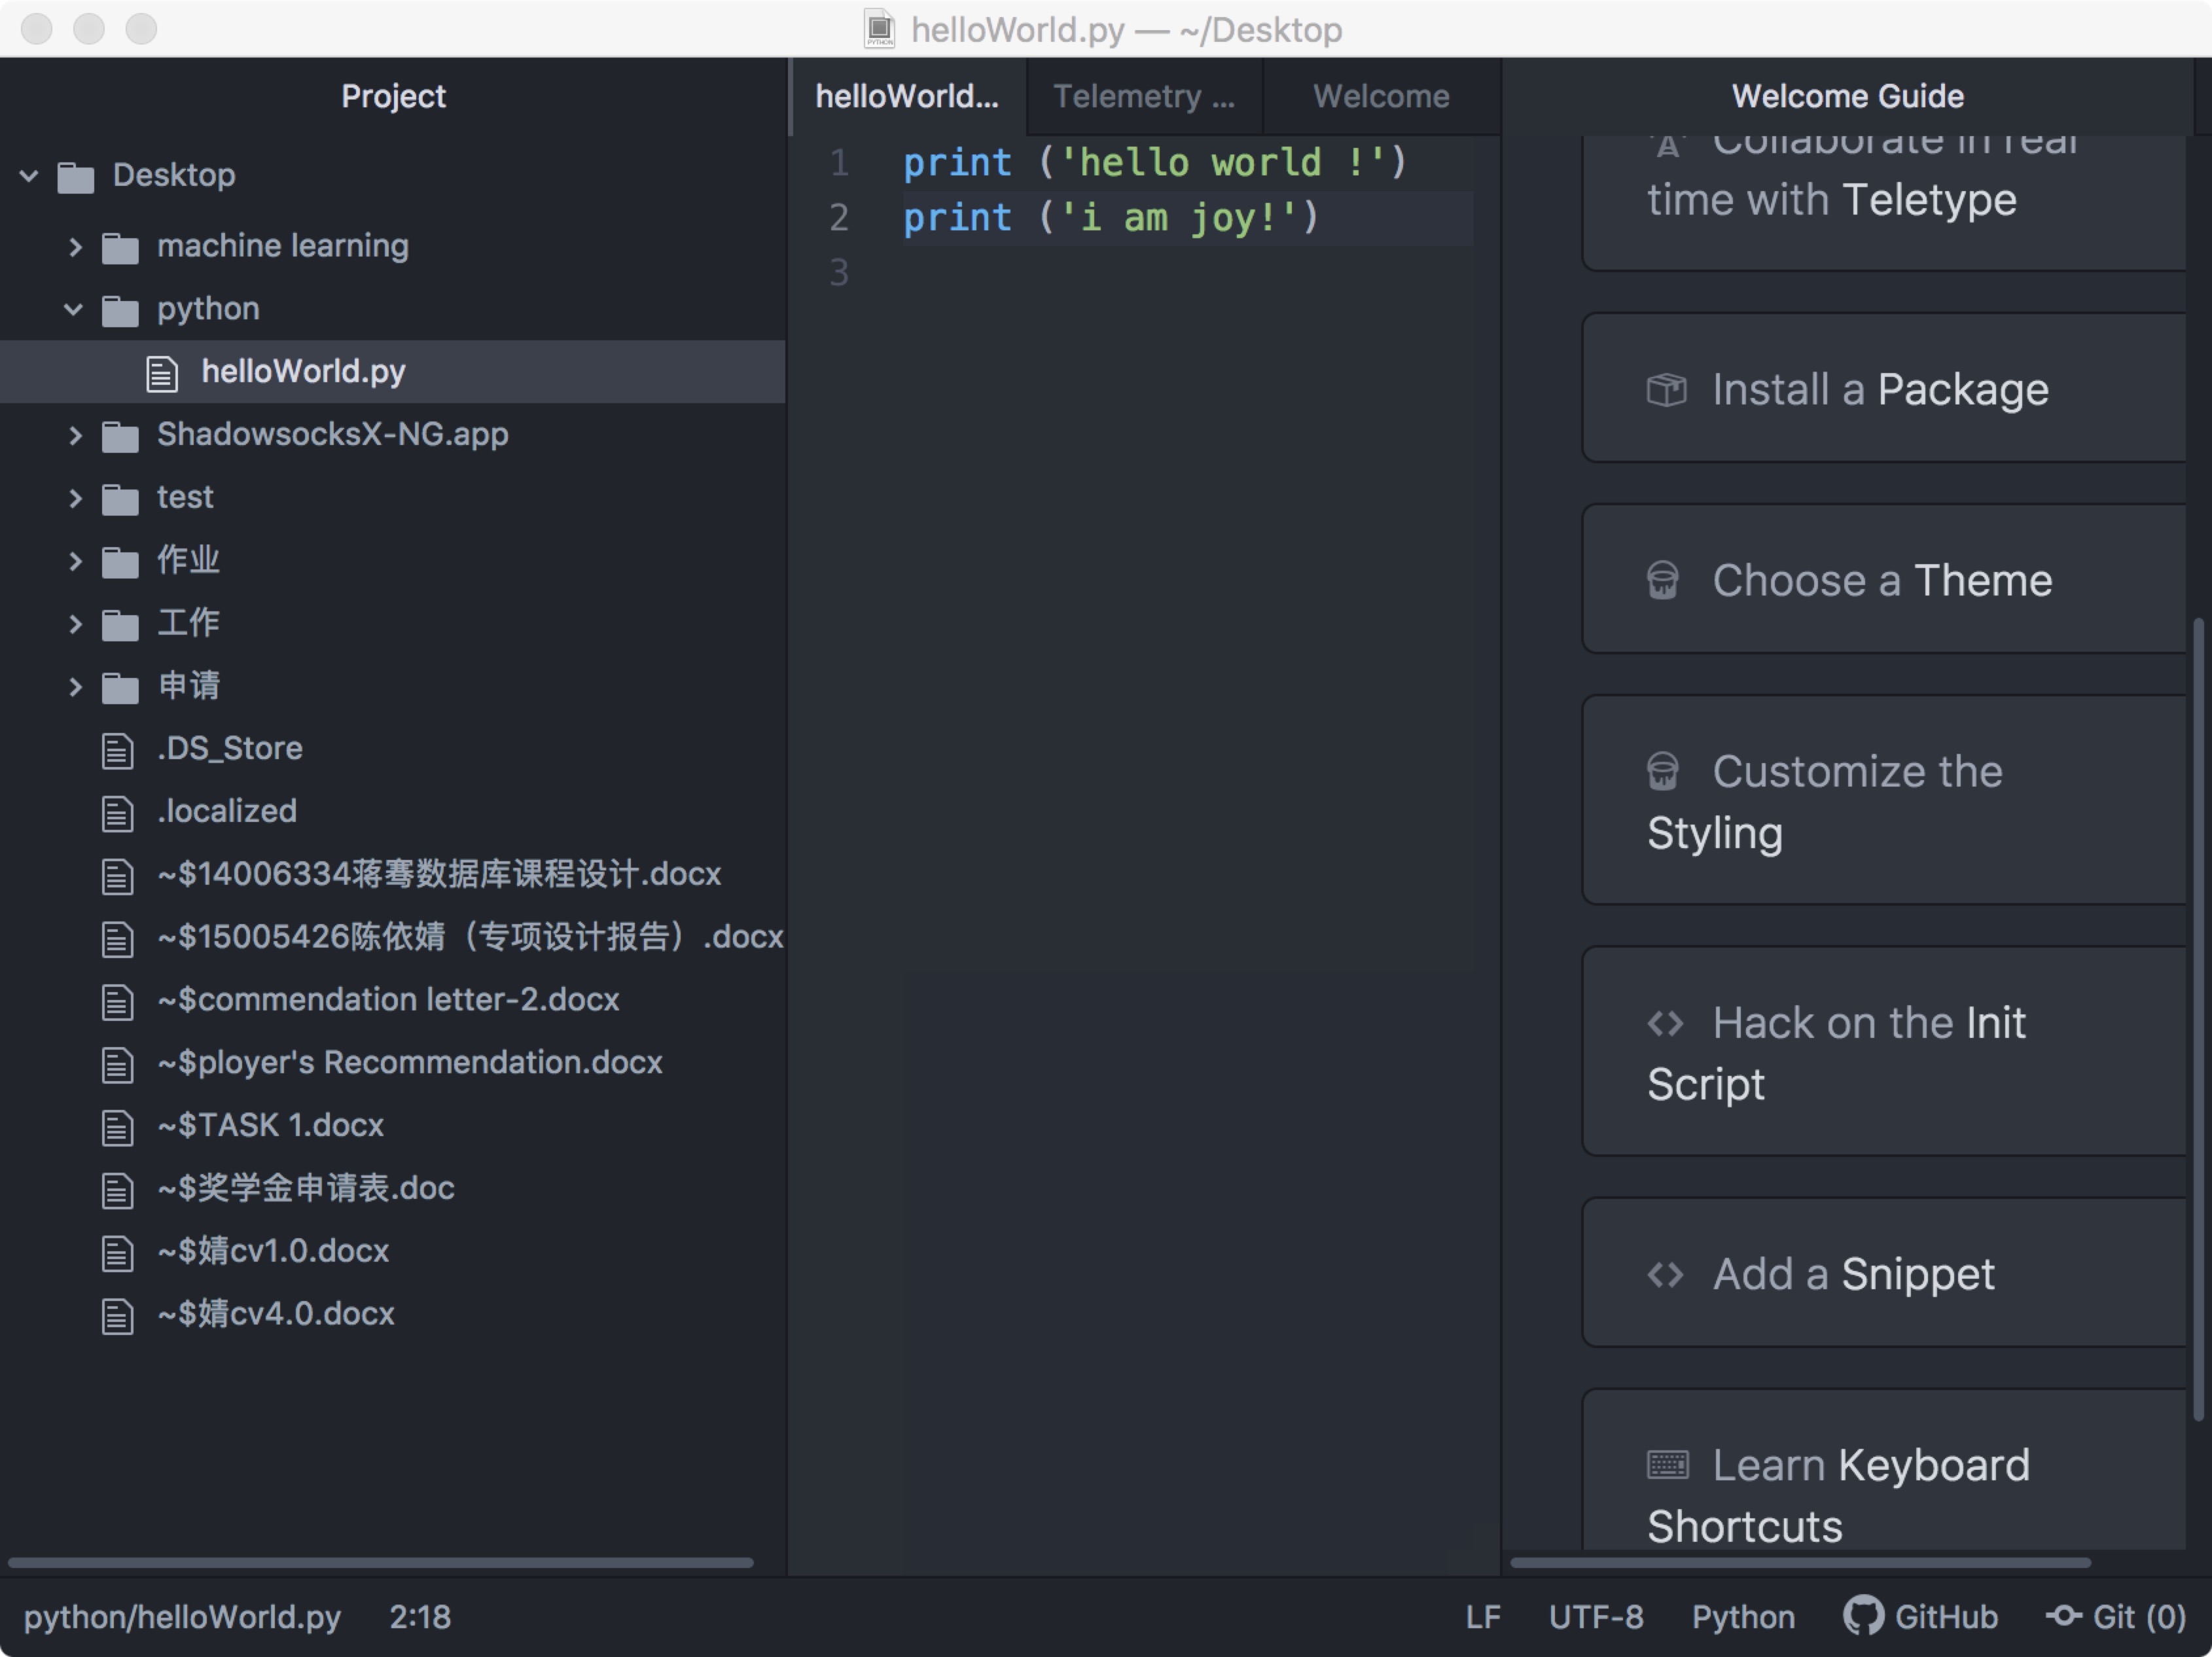 helloWorld.py — ~/Desktop
Project
Desktop
machine learning
python
helloWorld.py
ShadowsocksX-NG.app
test
作业
工作
申请
.DS_Store
.localized
~$14006334蒋骞数据库课程设计.docx
~$15005426陈依婧（专项设计报告）.docx
~$commendation letter-2.docx
~$ployer's Recommendation.docx
~$TASK 1.docx
~$奖学金申请表.doc
~$婧cv1.0.docx
~$婧cv4.0.docx
helloWorld...
Telemetry ...
Welcome
1 print ('hello world !')
2 print ('i am joy!')
3
Welcome Guide
Collaborate in real
time with Teletype
Install a Package
Choose a Theme
Customize the
Styling
Hack on the Init
Script
Add a Snippet
Learn Keyboard
Shortcuts
python/helloWorld.py 2:18
LF UTF-8 Python GitHub Git (0)